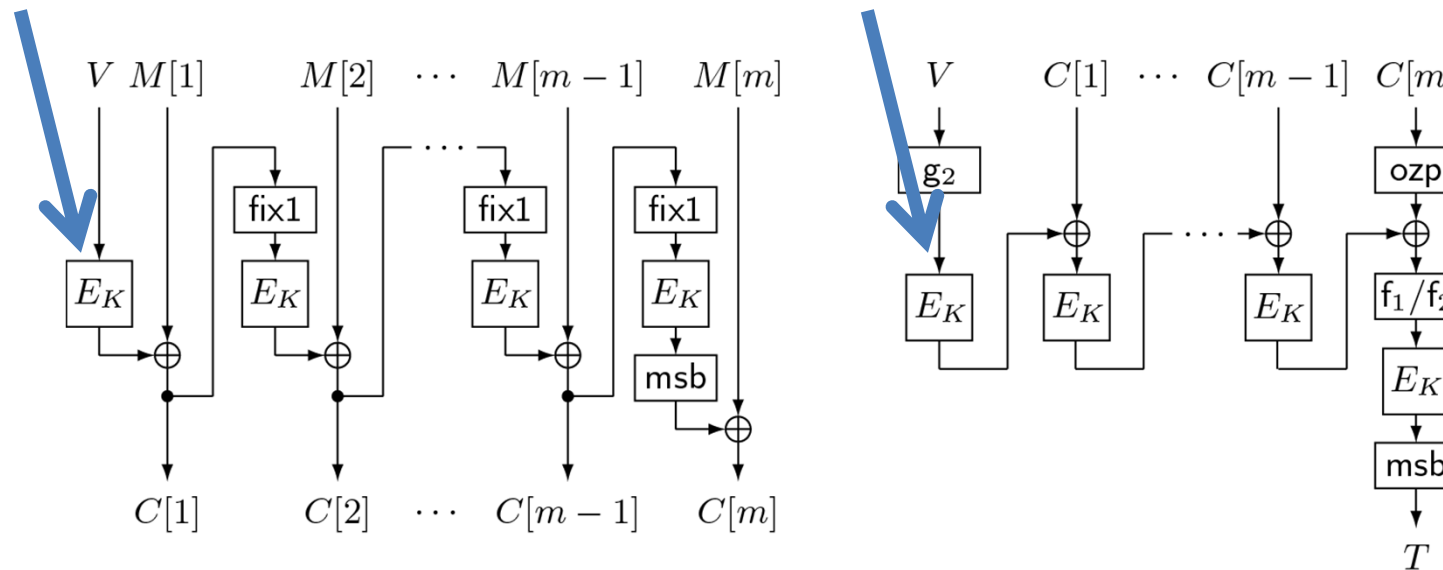 V M[1] M[2] ··· M[m − 1] M[m]
fix1 fix1 fix1
E_K E_K E_K E_K
msb
C[1] C[2] ··· C[m − 1] C[m]
V C[1] ··· C[m − 1] C[m
g₂ ozp
E_K E_K E_K f₁/f₂
E_K
msb
T